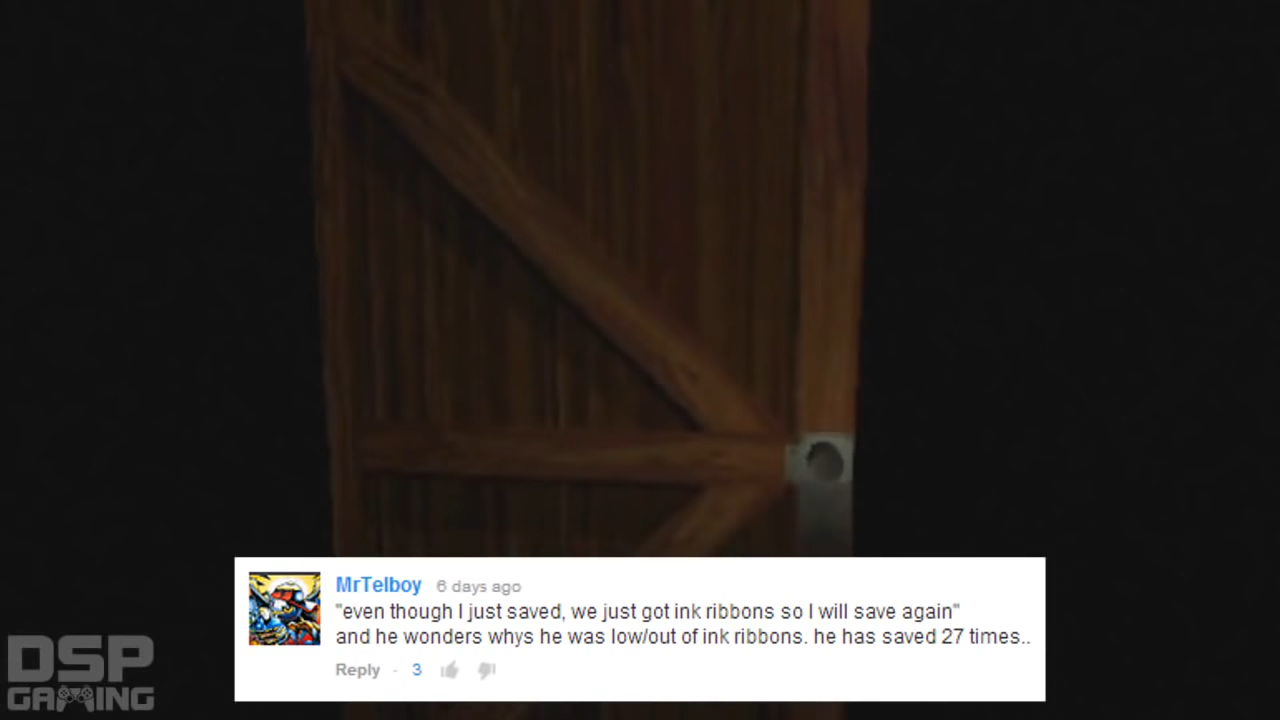 MrTelboy 6 days ago
"even though I just saved, we just got ink ribbons so I will save again"
and he wonders whys he was low/out of ink ribbons. he has saved 27 times..
Reply - 3
DSP
GAMING